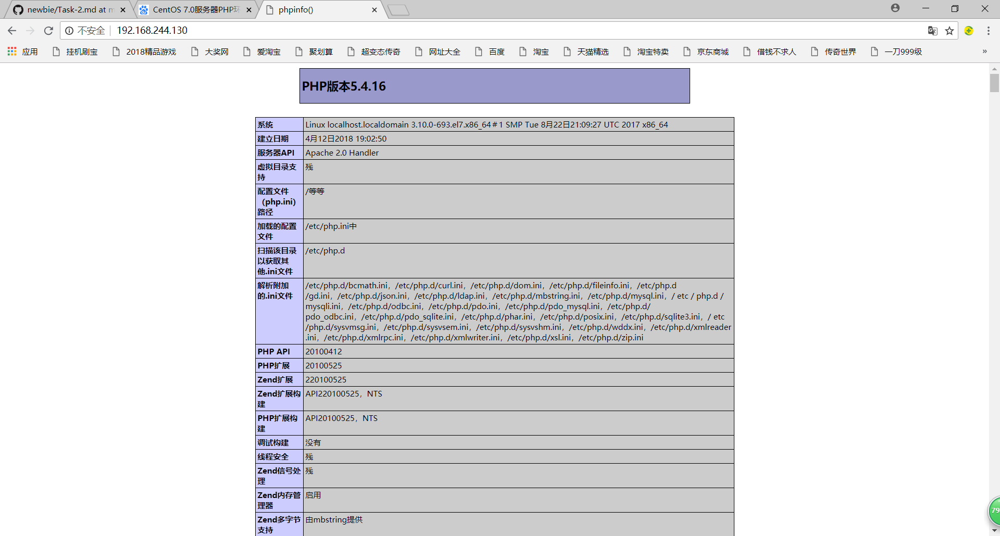 newbie/Task-2.md at m
CentOS 7.0服务器PHP环
phpinfo()
不安全
192.168.244.130
应用
挂机刷宝
2018精品游戏
大奖网
爱淘宝
聚划算
超变态传奇
网址大全
百度
淘宝
天猫精选
淘宝特卖
京东商城
借钱不求人
传奇世界
一刀999级
»
PHP版本5.4.16
系统
Linux localhost.localdomain 3.10.0-693.el7.x86_64＃1 SMP Tue 8月22日21:09:27 UTC 2017 x86_64
建立日期
4月12日2018 19:02:50
服务器API
Apache 2.0 Handler
虚拟目录支
持
残
配置文件
（php.ini）
路径
/等等
加载的配置
文件
/etc/php.ini中
扫描该目录
以获取其
他.ini文件
/etc/php.d
解析附加
的.ini文件
/etc/php.d/bcmath.ini，/etc/php.d/curl.ini，/etc/php.d/dom.ini，/etc/php.d/fileinfo.ini，/etc/php.d
/gd.ini，/etc/php.d/json.ini，/etc/php.d/ldap.ini，/etc/php.d/mbstring.ini，/etc/php.d/mysql.ini，/ etc / php.d /
mysqli.ini，/etc/php.d/odbc.ini，/etc/php.d/pdo.ini，/etc/php.d/pdo_mysql.ini，/etc/php.d/
pdo_odbc.ini，/etc/php.d/pdo_sqlite.ini，/etc/php.d/phar.ini，/etc/php.d/posix.ini，/etc/php.d/sqlite3.ini，/ etc
/php.d/sysvmsg.ini，/etc/php.d/sysvsem.ini，/etc/php.d/sysvshm.ini，/etc/php.d/wddx.ini，/etc/php.d/xmlreader
.ini，/etc/php.d/xmlrpc.ini，/etc/php.d/xmlwriter.ini，/etc/php.d/xsl.ini，/etc/php.d/zip.ini
PHP API
20100412
PHP扩展
20100525
Zend扩展
220100525
Zend扩展构
建
API220100525，NTS
PHP扩展构
建
API20100525，NTS
调试构建
没有
线程安全
残
Zend信号处
理
残
Zend内存管
理器
启用
Zend多字节
支持
由mbstring提供
79